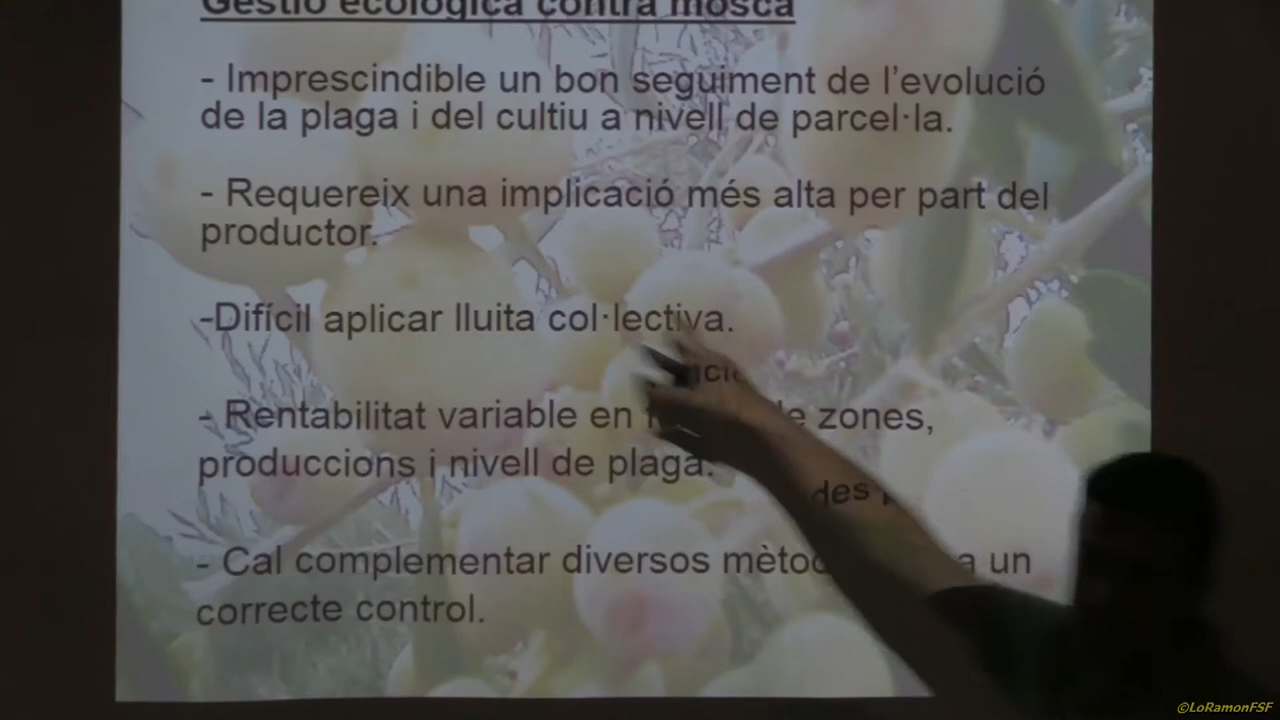 Gestió ecológica contra mosca
- Imprescindible un bon seguiment de l'evolució
de la plaga i del cultiu a nivell de parcel·la.
- Requereix una implicació més alta per part del
productor.
-Difícil aplicar lluita col·lectiva.
- Rentabilitat variable en de zones,
produccions i nivell de plaga.
- Cal complementar diversos a un
correcte control.
©LoRamonFSF